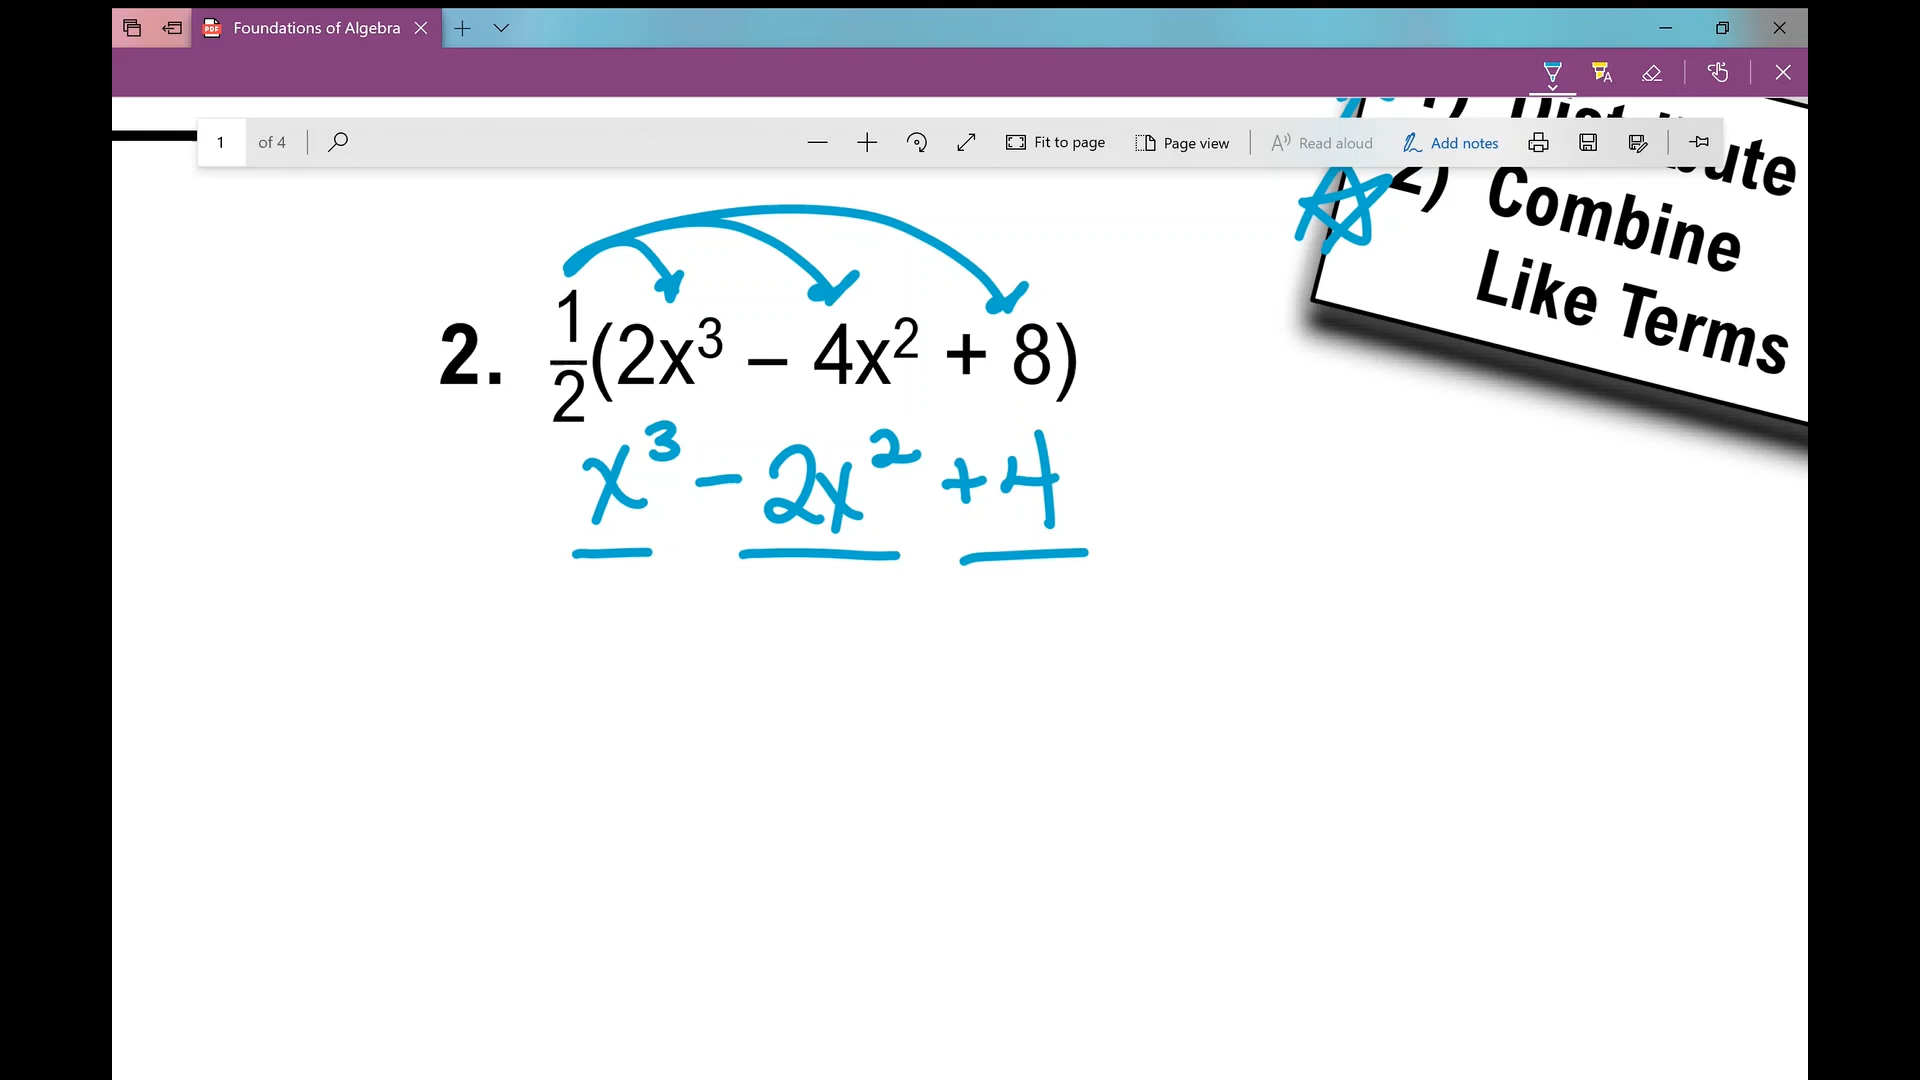 Foundations of Algebra
1 of 4
Fit to page
Page view
Read aloud
Add notes
2) Combine
Like Terms
2. 1/2(2x³ – 4x² + 8)
x³ - 2x² + 4